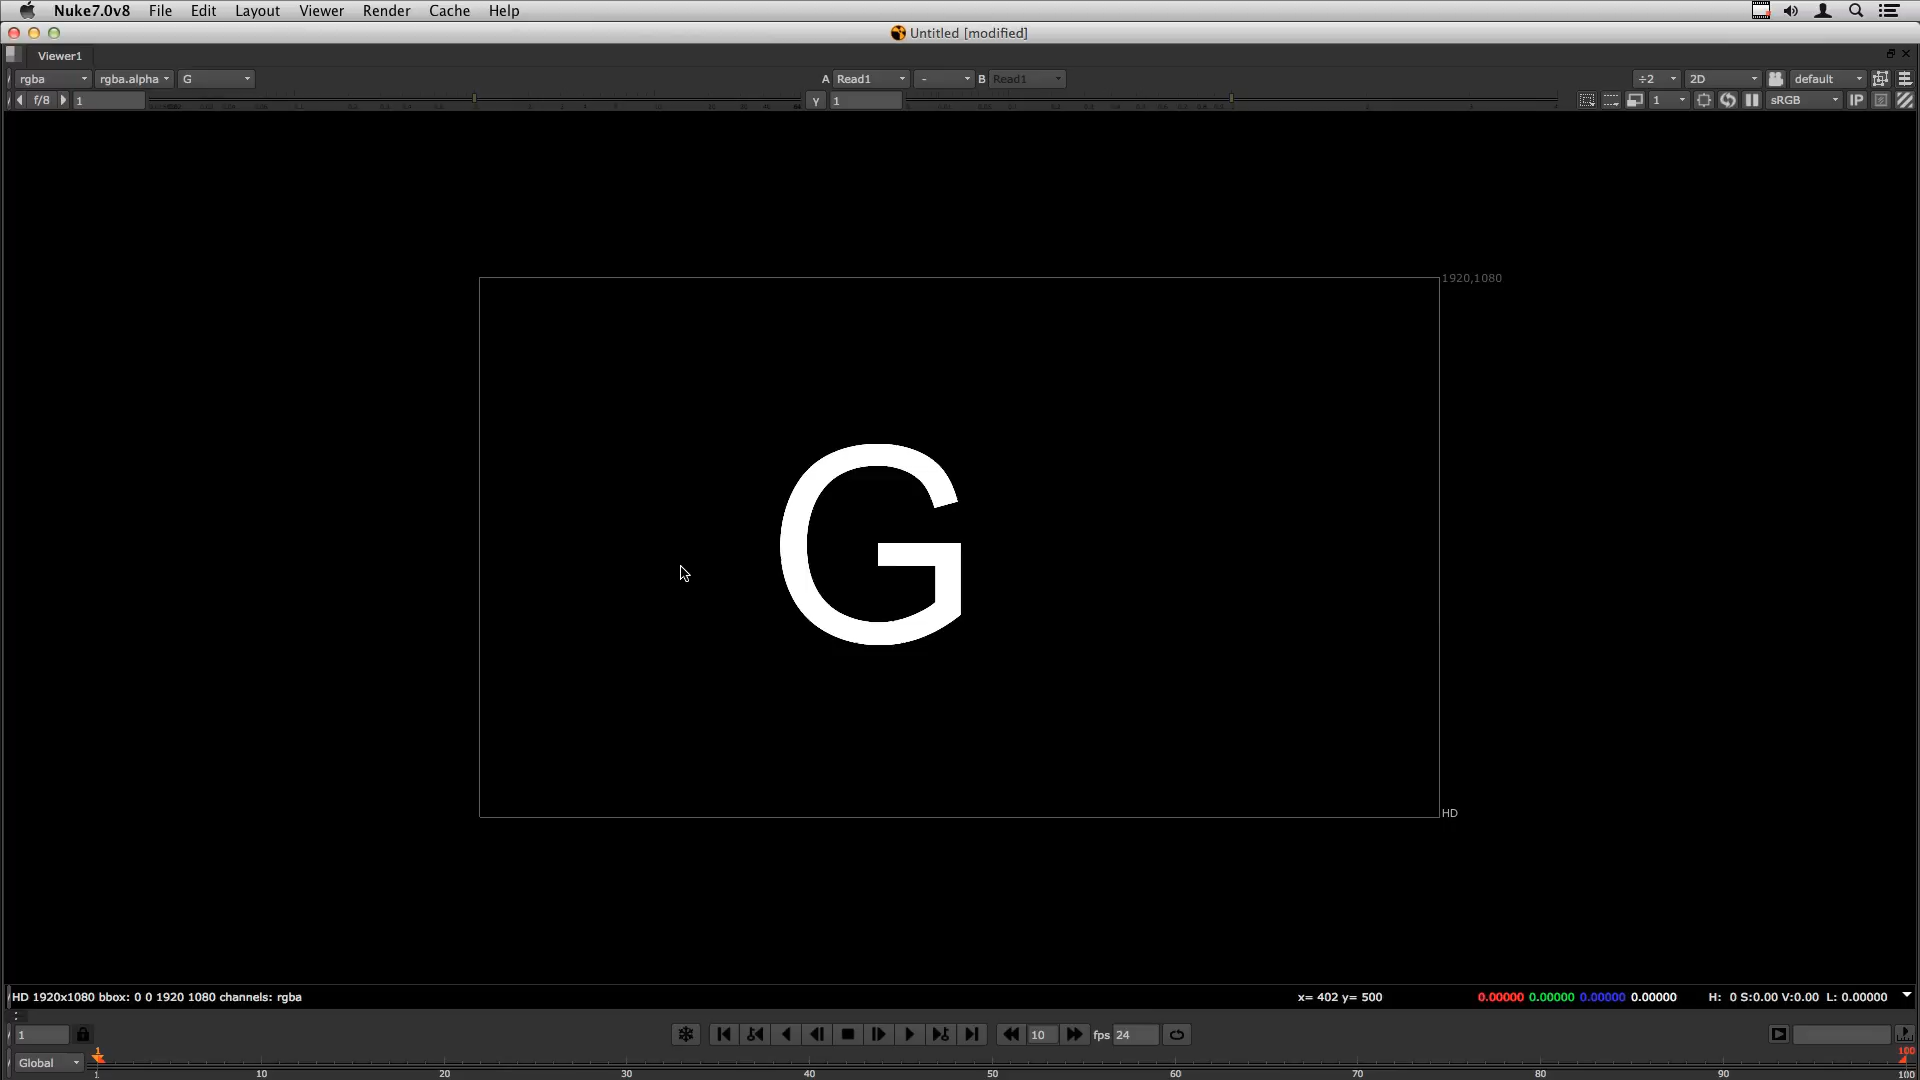 Nuke7.0v8 File Edit Layout Viewer Render Cache Help
Untitled [modified]
Viewer1
rgba rgba.alpha G A Read1 - B Read1 ÷2 2D default
f/8 1 γ 1 1 sRGB IP
1920,1080
G
HD
HD 1920x1080 bbox: 0 0 1920 1080 channels: rgba x= 402 y= 500 0.00000 0.00000 0.00000 0.00000 H: 0 S:0.00 V:0.00 L: 0.00000
1 10 fps 24
Global 1 100
1 10 20 30 40 50 60 70 80 90 100